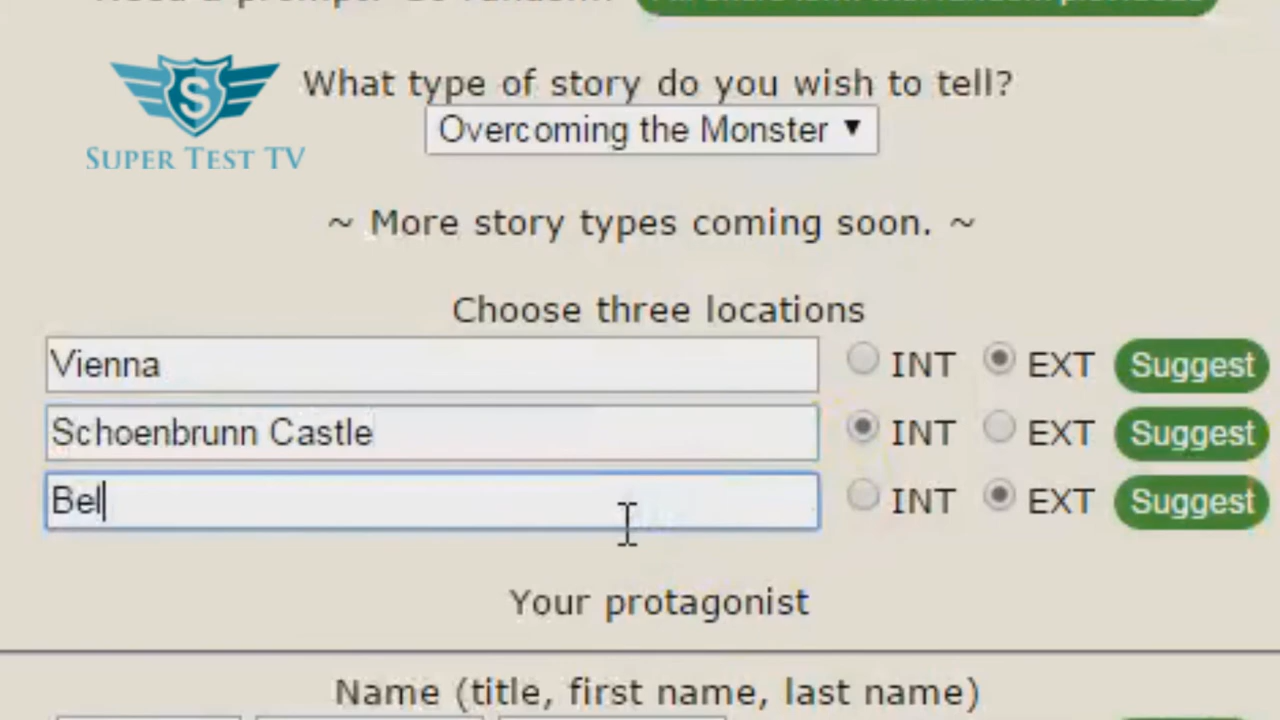 What type of story do you wish to tell?
SUPER TEST TV
Overcoming the Monster
~ More story types coming soon. ~
Choose three locations
Vienna INT EXT Suggest
Schoenbrunn Castle INT EXT Suggest
Bel INT EXT Suggest
Your protagonist
Name (title, first name, last name)